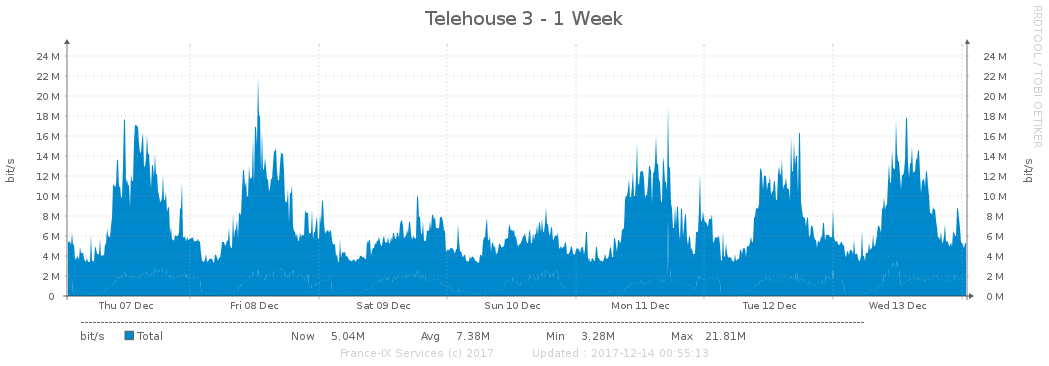 Telehouse 3 - 1 Week
RRDTOOL / TOBI OETIKER
bit/s
24 M 24 M
22 M 22 M
20 M 20 M
18 M 18 M
16 M 16 M
14 M 14 M
12 M 12 M
10 M 10 M
8 M 8 M
6 M 6 M
4 M 4 M
2 M 2 M
0 0 M
bit/s
Thu 07 Dec Fri 08 Dec Sat 09 Dec Sun 10 Dec Mon 11 Dec Tue 12 Dec Wed 13 Dec
bit/s Total Now 5.04M Avg 7.38M Min 3.28M Max 21.81M
France-IX Services (c) 2017 Updated : 2017-12-14 00:55:13